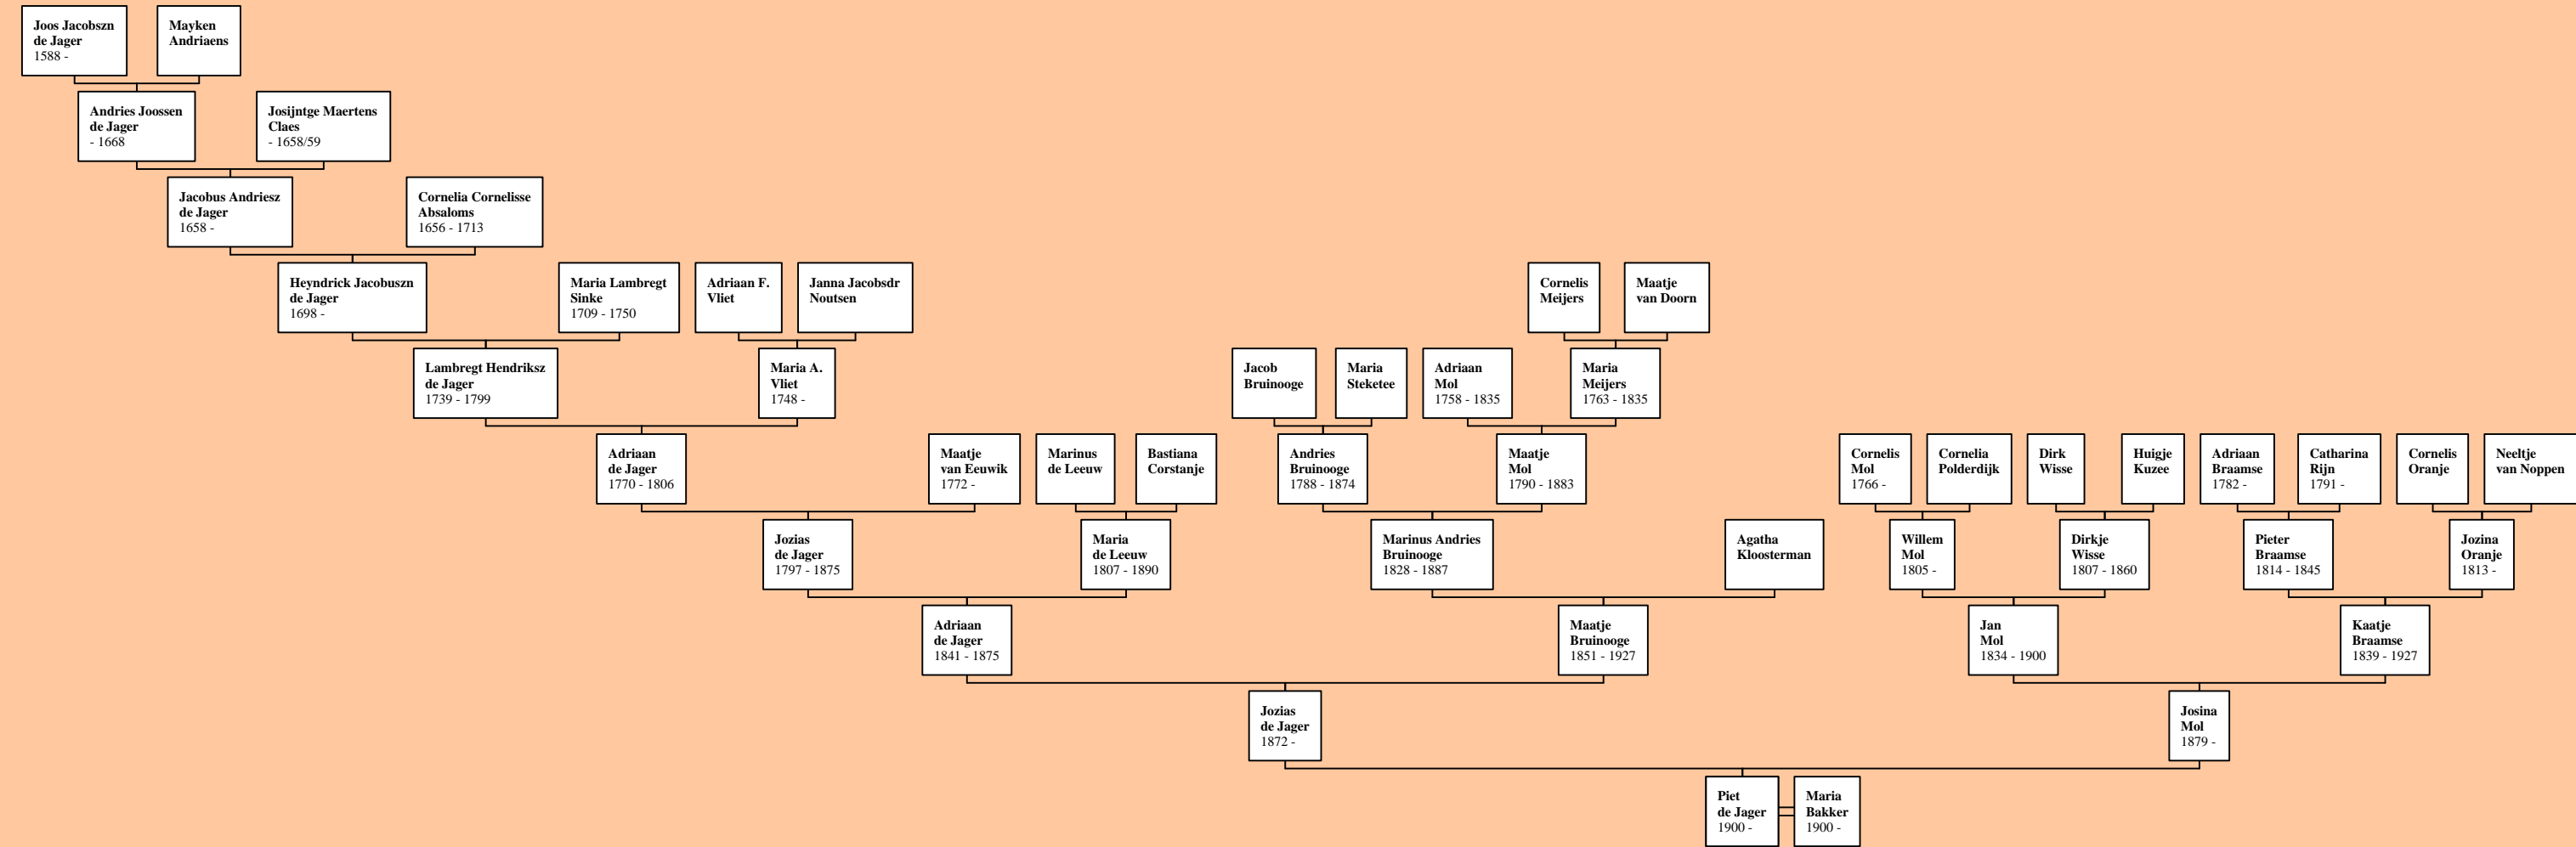 Joos Jacobszn
de Jager
1588 -
Mayken
Andriaens
Andries Joossen
de Jager
- 1668
Josijntge Maertens
Claes
- 1658/59
Jacobus Andriesz
de Jager
1658 -
Cornelia Cornelisse
Absaloms
1656 - 1713
Heyndrick Jacobuszn
de Jager
1698 -
Maria Lambregt
Sinke
1709 - 1750
Adriaan F.
Vliet
Janna Jacobsdr
Noutsen
Cornelis
Meijers
Maatje
van Doorn
Lambregt Hendriksz
de Jager
1739 - 1799
Maria A.
Vliet
1748 -
Jacob
Bruinooge
Maria
Steketee
Adriaan
Mol
1758 - 1835
Maria
Meijers
1763 - 1835
Adriaan
de Jager
1770 - 1806
Maatje
van Eeuwik
1772 -
Marinus
de Leeuw
Bastiana
Corstanje
Andries
Bruinooge
1788 - 1874
Maatje
Mol
1790 - 1883
Cornelis
Mol
1766 -
Cornelia
Polderdijk
Dirk
Wisse
Huigje
Kuzee
Adriaan
Braamse
1782 -
Catharina
Rijn
1791 -
Cornelis
Oranje
Neeltje
van Noppen
Jozias
de Jager
1797 - 1875
Maria
de Leeuw
1807 - 1890
Marinus Andries
Bruinooge
1828 - 1887
Agatha
Kloosterman
Willem
Mol
1805 -
Dirkje
Wisse
1807 - 1860
Pieter
Braamse
1814 - 1845
Jozina
Oranje
1813 -
Adriaan
de Jager
1841 - 1875
Maatje
Bruinooge
1851 - 1927
Jan
Mol
1834 - 1900
Kaatje
Braamse
1839 - 1927
Jozias
de Jager
1872 -
Josina
Mol
1879 -
Piet
de Jager
1900 -
Maria
Bakker
1900 -